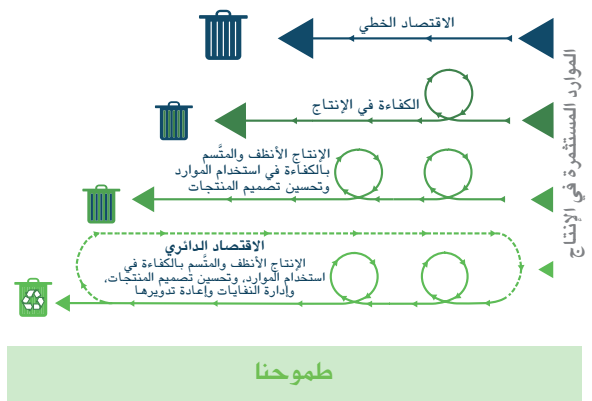 الموارد المستثمرة في الإنتاج
الاقتصاد الخطي
الكفاءة في الإنتاج
الإنتاج الأنظف والمتَّسم
بالكفاءة في استخدام الموارد
وتحسين تصميم المنتجات
الاقتصاد الدائري
الإنتاج الأنظف والمتَّسم بالكفاءة في
استخدام الموارد، وتحسين تصميم المنتجات،
وإدارة النفايات وإعادة تدويرها
طموحنا